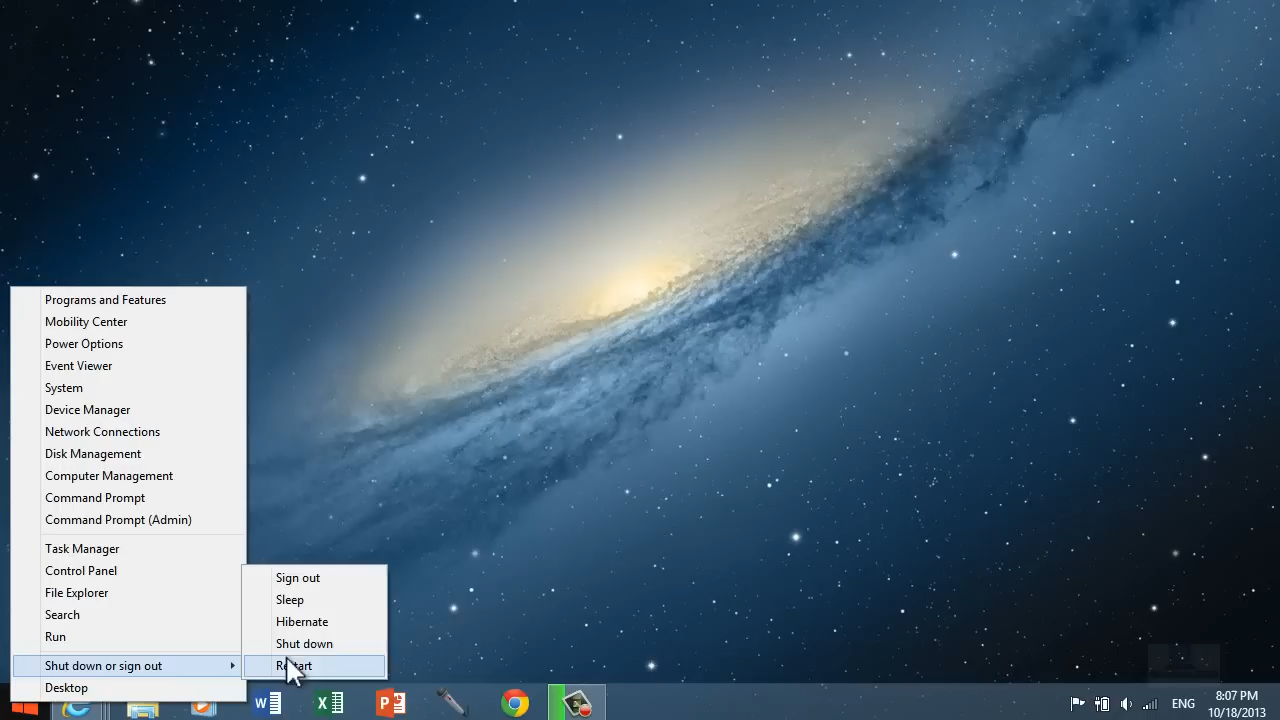 Programs and Features
Mobility Center
Power Options
Event Viewer
System
Device Manager
Network Connections
Disk Management
Computer Management
Command Prompt
Command Prompt (Admin)
Task Manager
Control Panel
File Explorer
Search
Run
Shut down or sign out
Desktop
Sign out
Sleep
Hibernate
Shut down
Restart
ENG
8:07 PM
10/18/2013